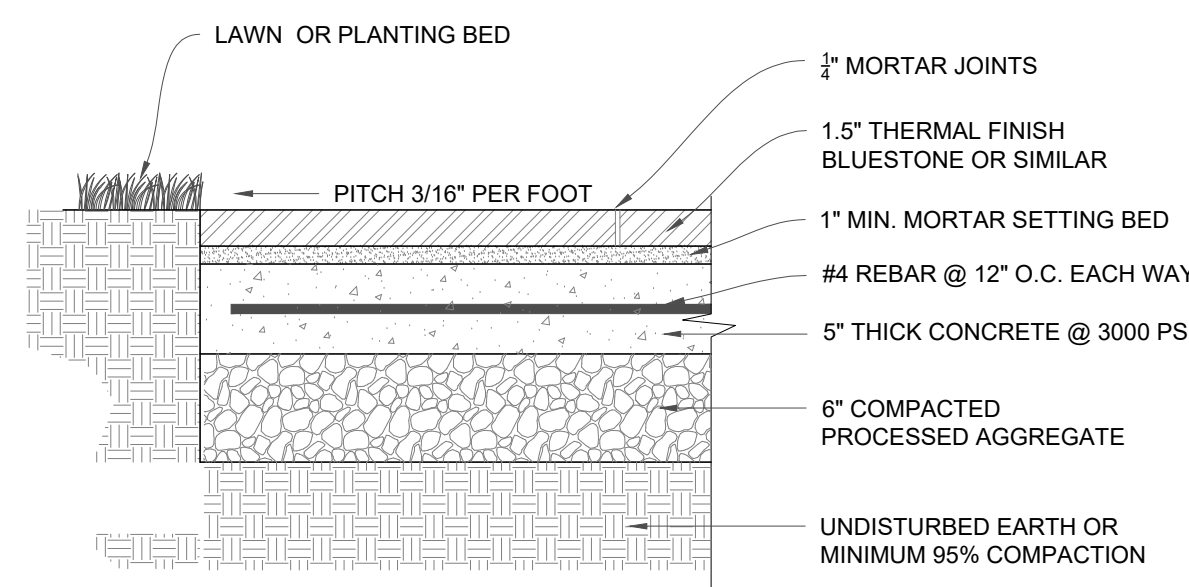 LAWN OR PLANTING BED
1/4" MORTAR JOINTS
1.5" THERMAL FINISH
BLUESTONE OR SIMILAR
PITCH 3/16" PER FOOT
1" MIN. MORTAR SETTING BED
#4 REBAR @ 12" O.C. EACH WAY
5" THICK CONCRETE @ 3000 PS
6" COMPACTED
PROCESSED AGGREGATE
UNDISTURBED EARTH OR
MINIMUM 95% COMPACTION